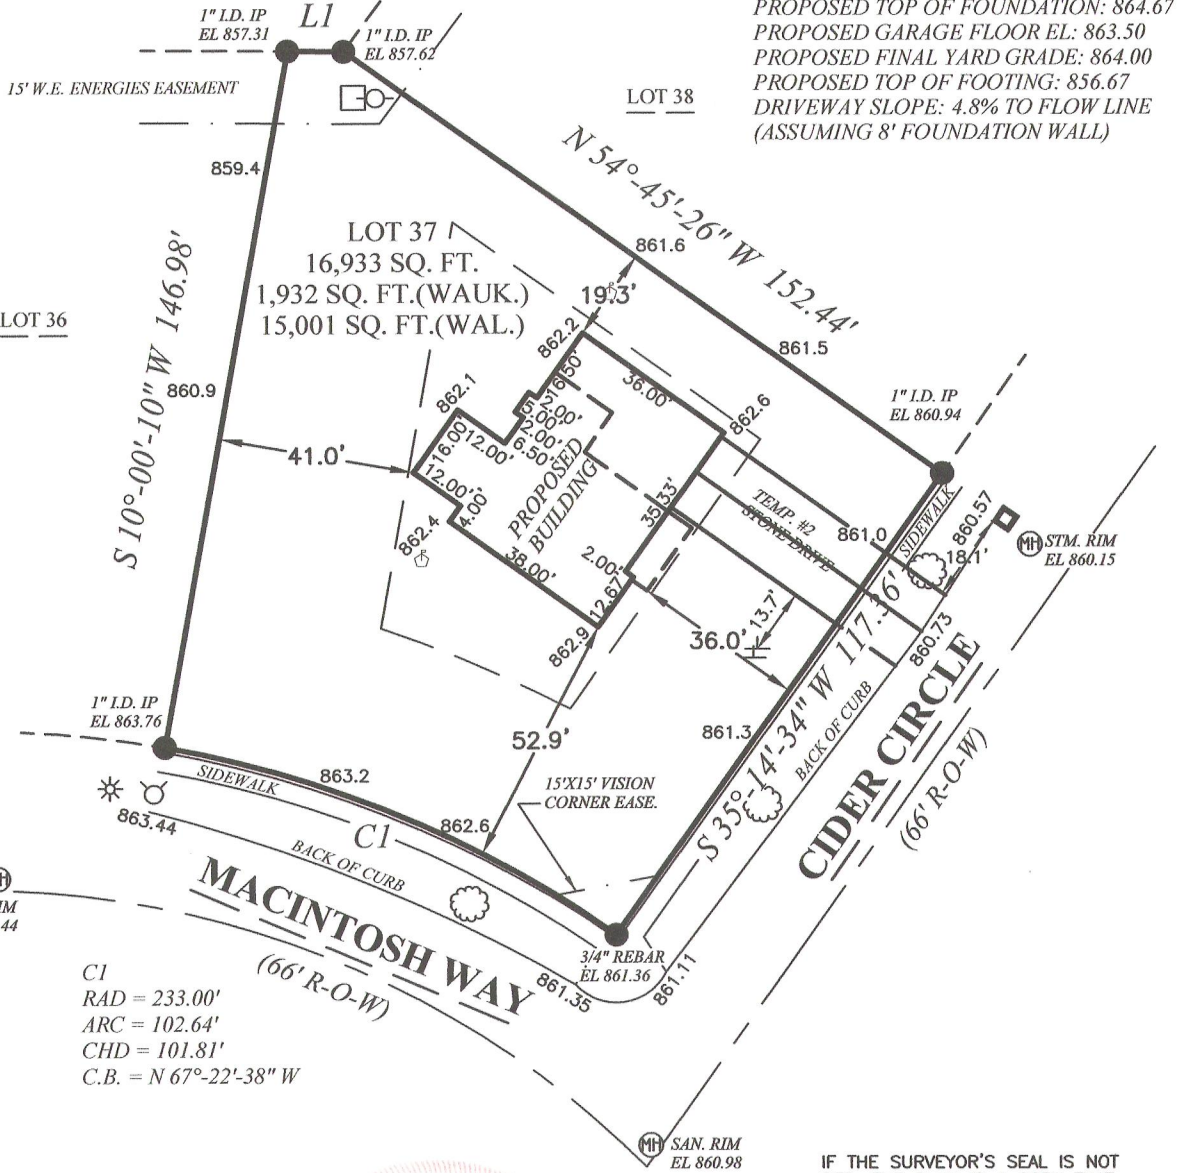 PROPOSED TOP OF FOUNDATION: 864.67
PROPOSED GARAGE FLOOR EL: 863.50
PROPOSED FINAL YARD GRADE: 864.00
PROPOSED TOP OF FOOTING: 856.67
DRIVEWAY SLOPE: 4.8% TO FLOW LINE
(ASSUMING 8' FOUNDATION WALL)
L1
1" I.D. IP
EL 857.31
1" I.D. IP
EL 857.62
15' W.E. ENERGIES EASEMENT
LOT 38
N 54°-45'-26" W 152.44'
859.4
LOT 37
16,933 SQ. FT.
1,932 SQ. FT.(WAUK.)
15,001 SQ. FT.(WAL.)
861.6
19.3'
861.5
LOT 36
S 10°-00'-10" W 146.98'
860.9
41.0'
862.2
16.50'
36.00'
862.6
862.1
2.00'
5.00'
2.00'
6.50'
12.00'
16.00'
12.00'
4.00'
862.4
38.00'
PROPOSED
BUILDING
35.33'
2.00'
12.67'
862.9
TEMP. #2
STONE DRIVE
861.0
1" I.D. IP
EL 860.94
SIDEWALK
860.57
18.1'
STM. RIM
EL 860.15
MH
13.7'
36.0'
860.73
S 35°-14'-34" W 117.36'
BACK OF CURB
CIDER CIRCLE
(66' R-O-W)
861.3
52.9'
15'X15' VISION
CORNER EASE.
1" I.D. IP
EL 863.76
SIDEWALK
863.2
862.6
863.44
C1
BACK OF CURB
MACINTOSH WAY
(66' R-O-W)
3/4" REBAR
EL 861.36
861.35
861.11
IM
.44
C1
RAD = 233.00'
ARC = 102.64'
CHD = 101.81'
C.B. = N 67°-22'-38" W
MH
SAN. RIM
EL 860.98
IF THE SURVEYOR'S SEAL IS NOT